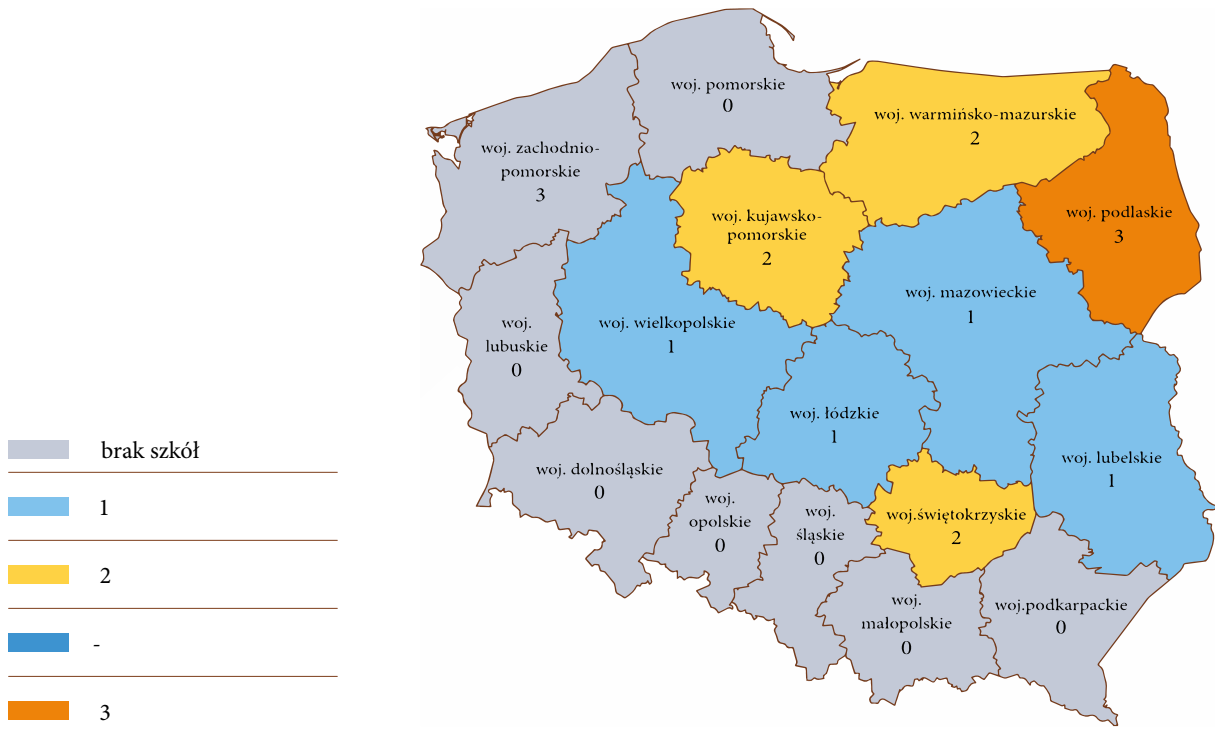 woj. pomorskie
0
woj. warmińsko-mazurskie
2
woj. zachodnio-
pomorskie
3
woj. podlaskie
3
woj. kujawsko-
pomorskie
2
woj. mazowieckie
1
woj.
lubuskie
0
woj. wielkopolskie
1
woj. łódzkie
1
woj. lubelskie
1
woj. dolnośląskie
0
woj.
opolskie
0
woj.
śląskie
0
woj.świętokrzyskie
2
woj.
małopolskie
0
woj.podkarpackie
0
brak szkół
1
2
-
3